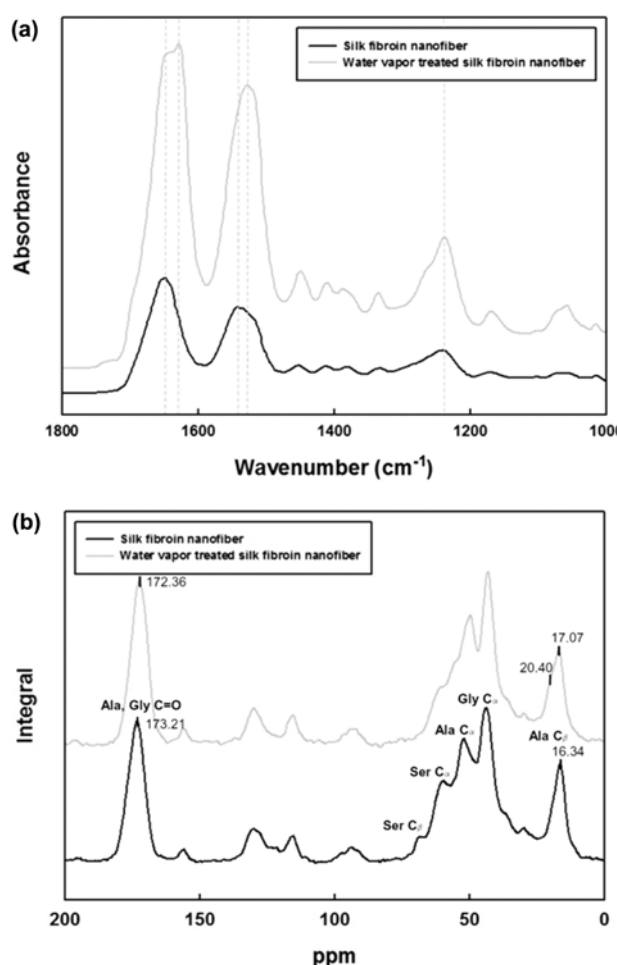 (a)
Silk fibroin nanofiber
Water vapor treated silk fibroin nanofiber
Absorbance
1800 1600 1400 1200 1000
Wavenumber (cm⁻¹)
(b)
Silk fibroin nanofiber
Water vapor treated silk fibroin nanofiber
172.36
17.07
20.40
Integral
Ala, Gly C=O
173.21
Gly Cα
Ala Cα
Ala Cβ
16.34
Ser Cα
Ser Cβ
200 150 100 50 0
ppm